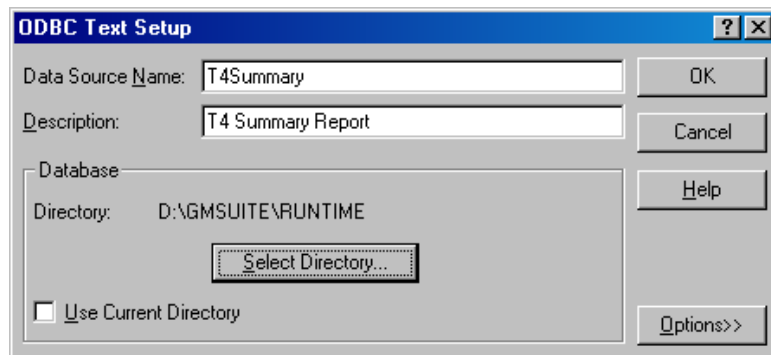 ODBC Text Setup
Data Source Name: T4Summary
OK
Description: T4 Summary Report
Cancel
Database
Help
Directory: D:\GMSUITE\RUNTIME
Select Directory...
Use Current Directory
Options>>